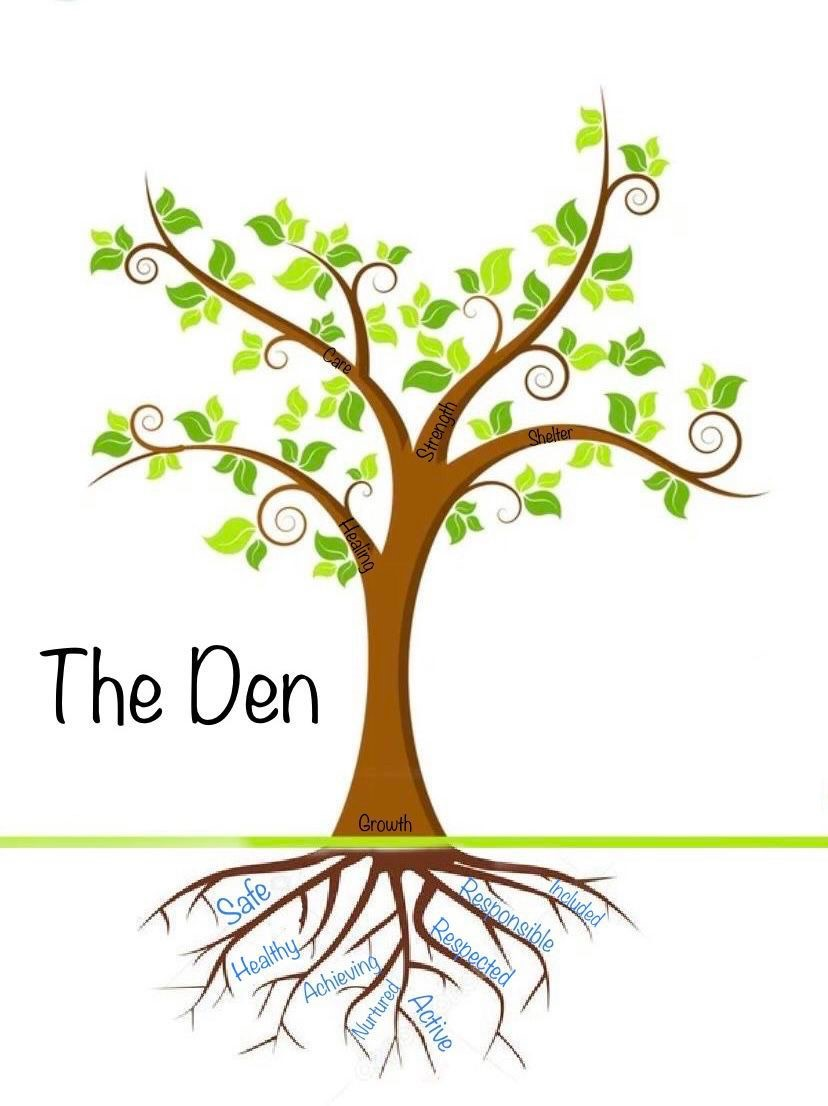 Care
Strength
Shelter
Healing
The Den
Growth
Safe
Healthy
Achieving
Nurtured
Active
Respected
Responsible
Included